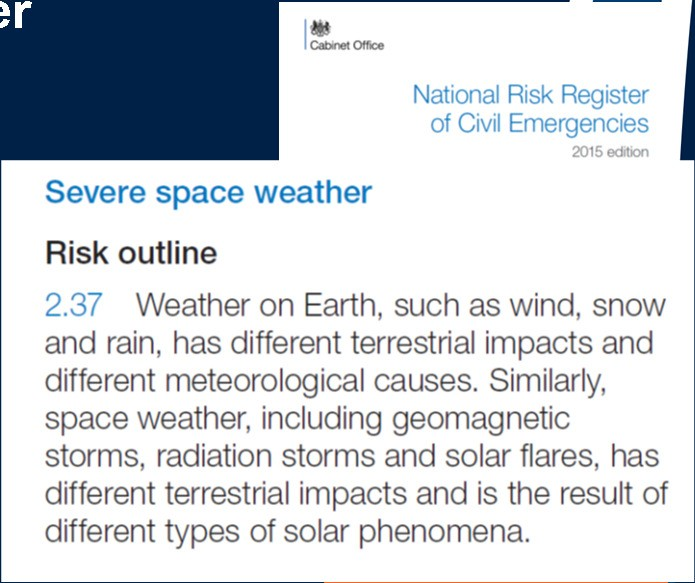 er
Cabinet Office
National Risk Register
of Civil Emergencies
2015 edition
Severe space weather
Risk outline
2.37 Weather on Earth, such as wind, snow
and rain, has different terrestrial impacts and
different meteorological causes. Similarly,
space weather, including geomagnetic
storms, radiation storms and solar flares, has
different terrestrial impacts and is the result of
different types of solar phenomena.